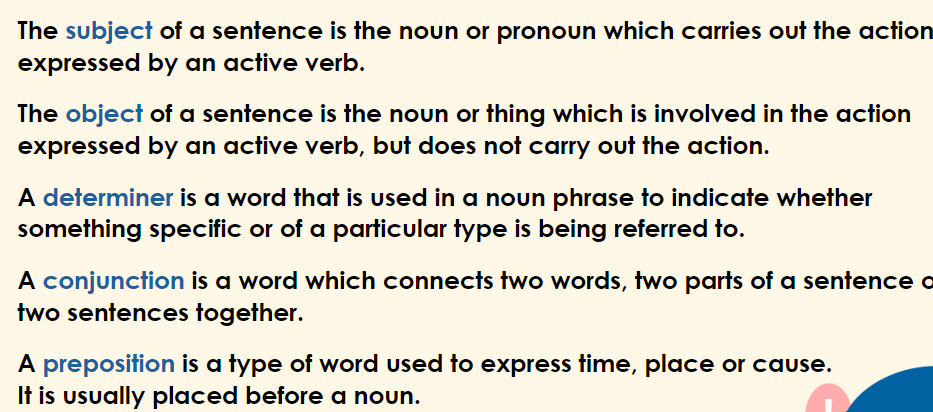 The subject of a sentence is the noun or pronoun which carries out the action
expressed by an active verb.
The object of a sentence is the noun or thing which is involved in the action
expressed by an active verb, but does not carry out the action.
A determiner is a word that is used in a noun phrase to indicate whether
something specific or of a particular type is being referred to.
A conjunction is a word which connects two words, two parts of a sentence
two sentences together.
A preposition is a type of word used to express time, place or cause.
It is usually placed before a noun.